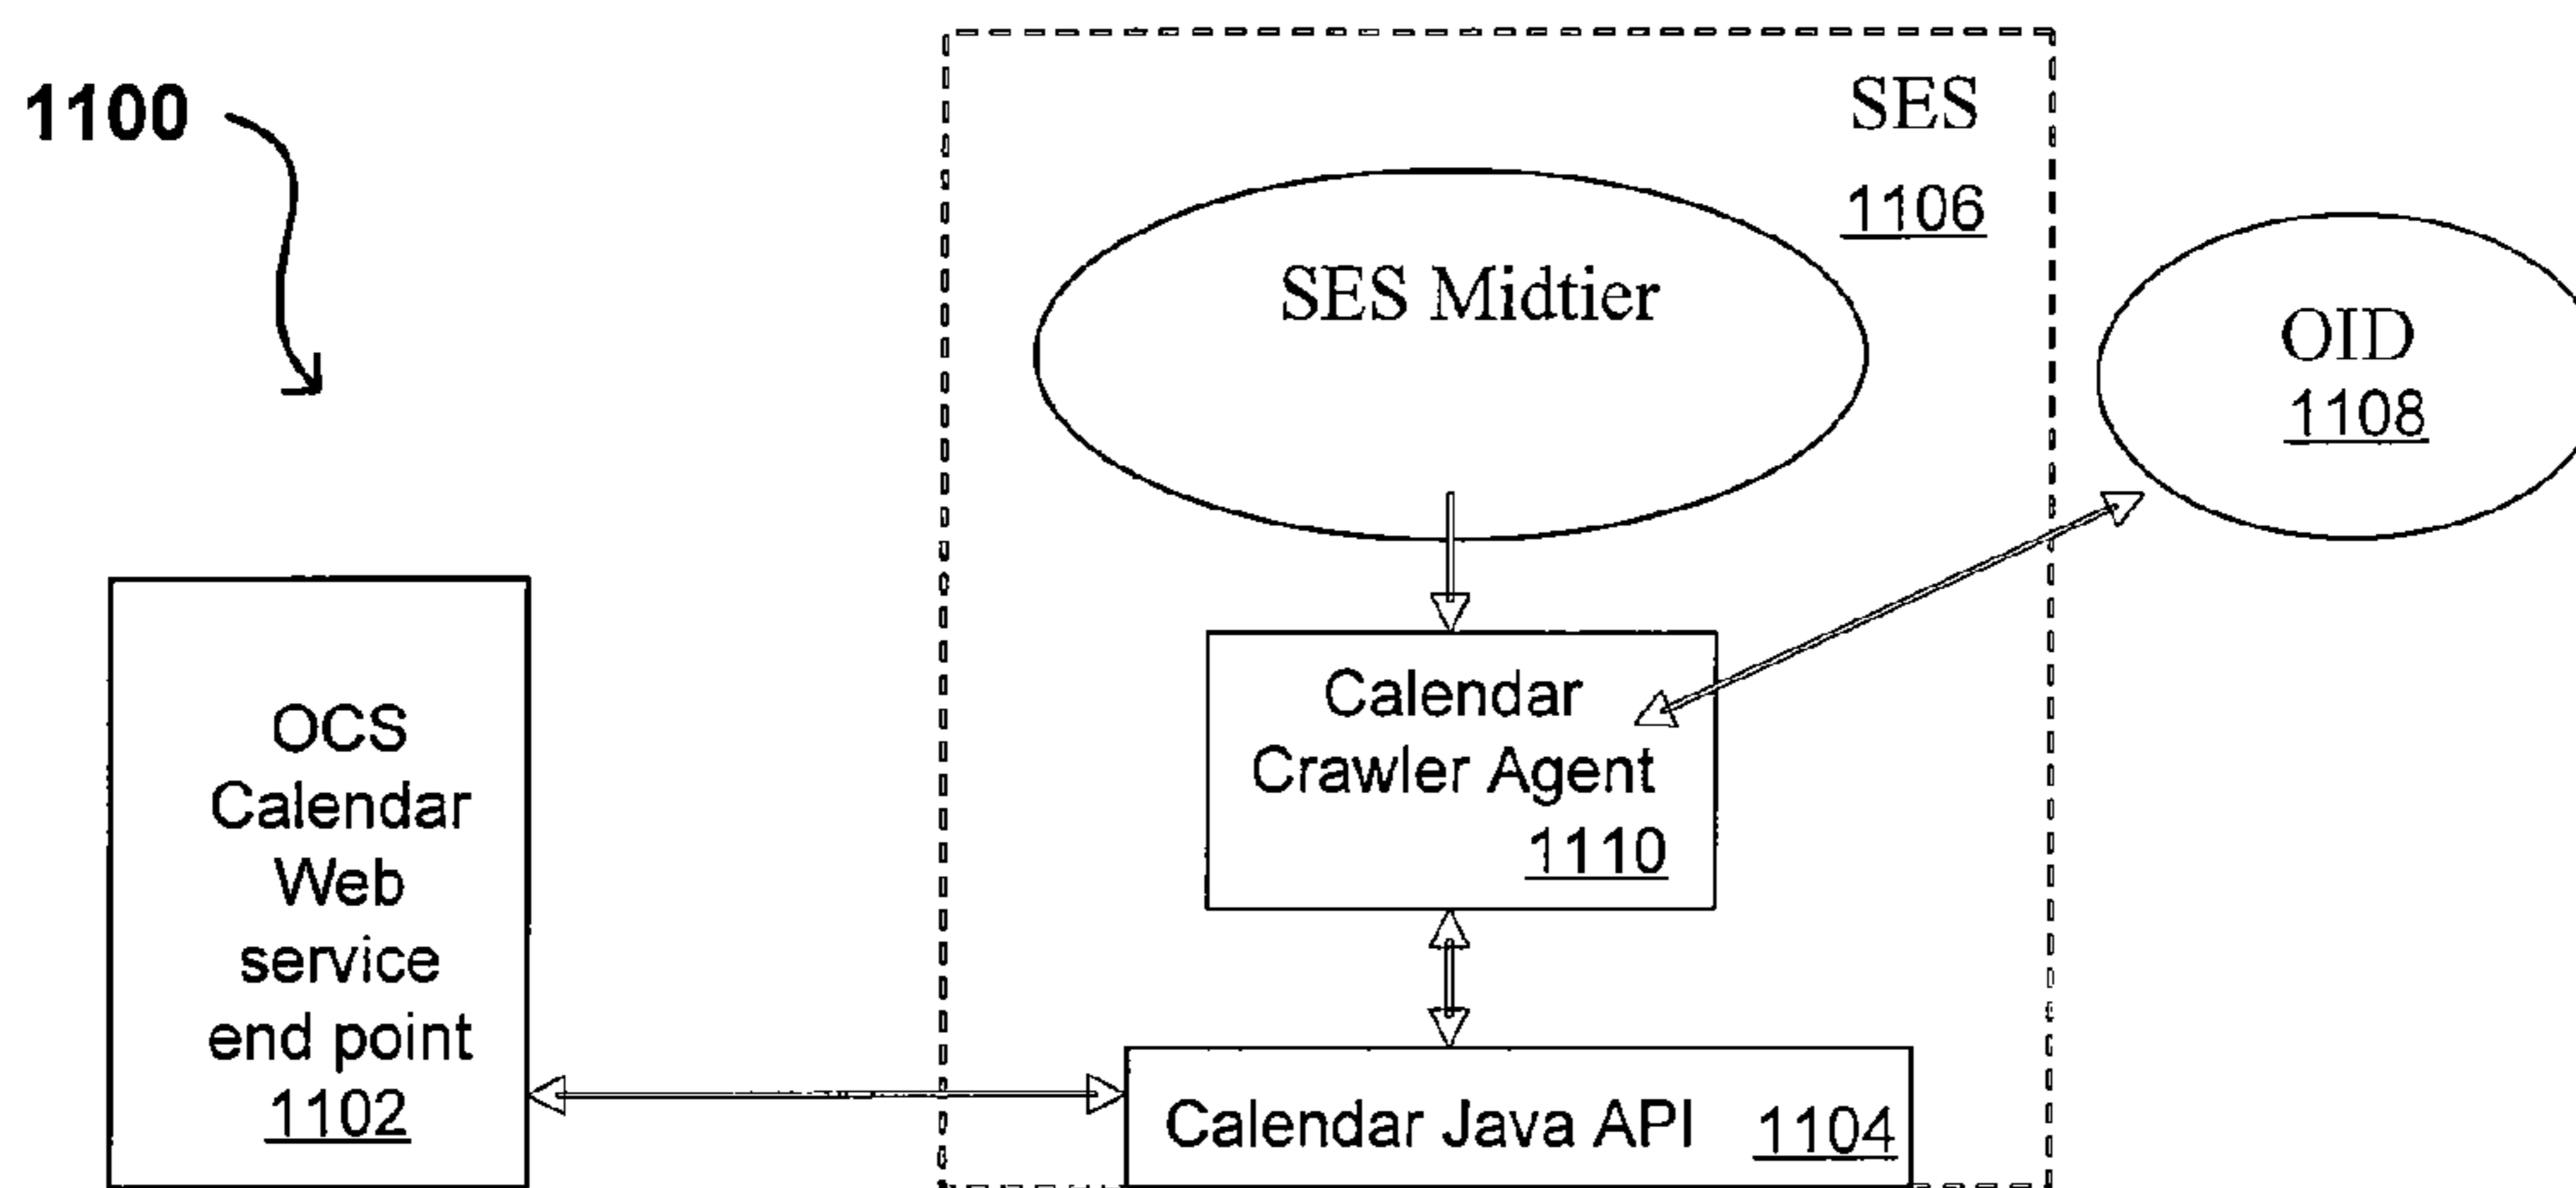 1100
SES
1106
SES Midtier
OID
1108
Calendar
Crawler Agent
1110
OCS
Calendar
Web
service
end point
1102
Calendar Java API 1104